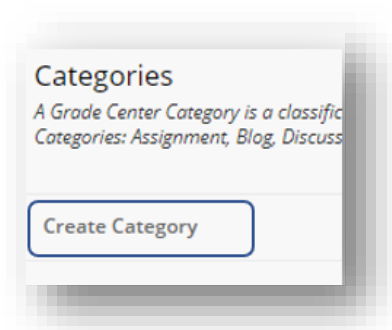 Categories
A Grade Center Category is a classific
Categories: Assignment, Blog, Discuss
Create Category